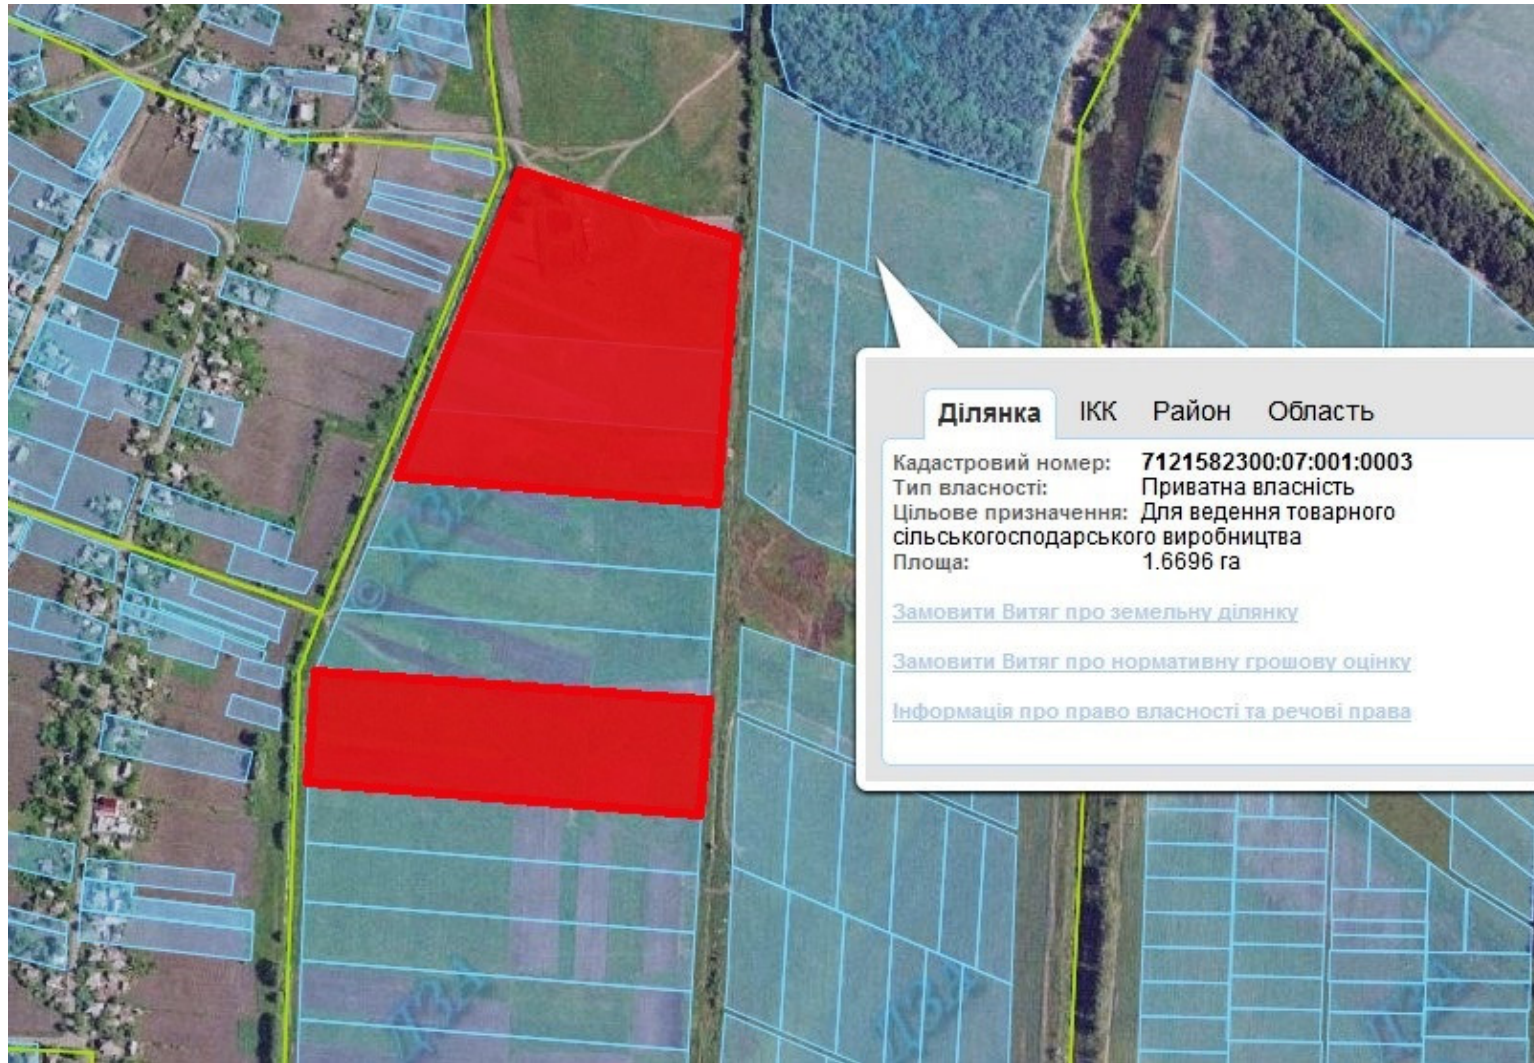 Ділянка ІКК Район Область
Кадастровий номер: 7121582300:07:001:0003
Тип власності: Приватна власність
Цільове призначення: Для ведення товарного
сільськогосподарського виробництва
Площа: 1.6696 га
Замовити Витяг про земельну ділянку
Замовити Витяг про нормативну грошову оцінку
Інформація про право власності та речові права